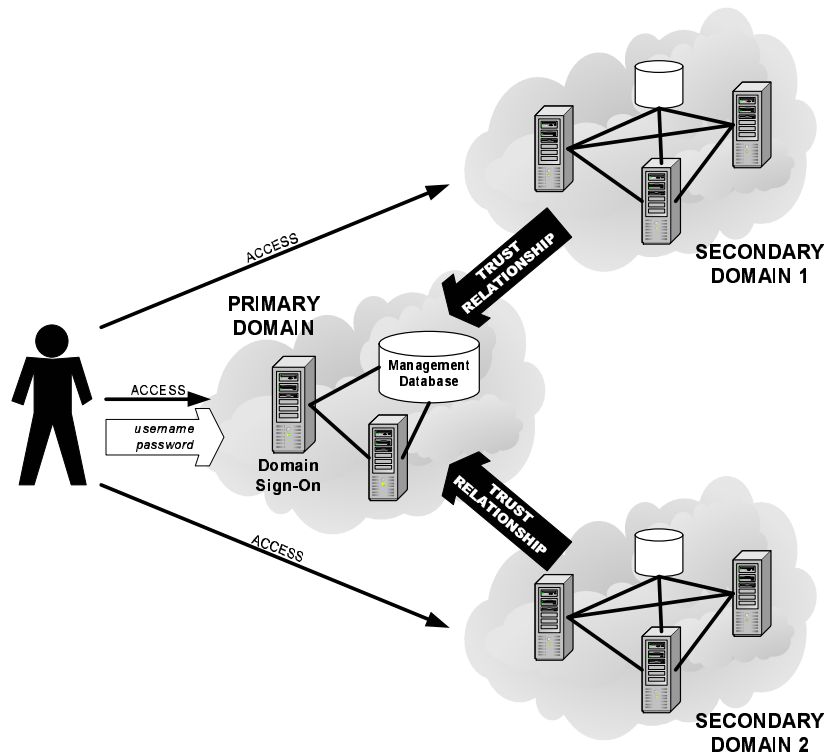 ACCESS
TRUST
RELATIONSHIP
SECONDARY
DOMAIN 1
PRIMARY
DOMAIN
Management
Database
ACCESS
username
password
Domain
Sign-On
TRUST
RELATIONSHIP
ACCESS
SECONDARY
DOMAIN 2